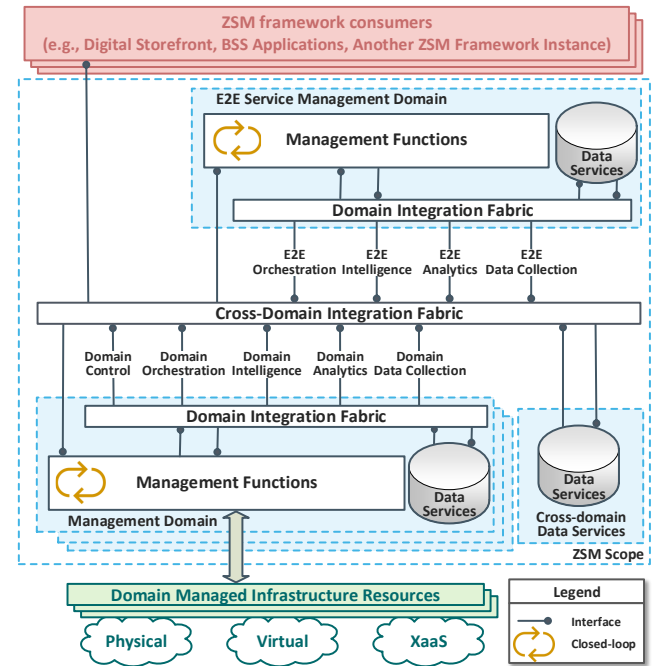 ZSM framework consumers
(e.g., Digital Storefront, BSS Applications, Another ZSM Framework Instance)
E2E Service Management Domain
Management Functions
Data
Services
Domain Integration Fabric
E2E
Orchestration
E2E
Intelligence
E2E
Analytics
E2E
Data Collection
Cross-Domain Integration Fabric
Domain
Control
Domain
Orchestration
Domain
Intelligence
Domain
Analytics
Domain
Data Collection
Domain Integration Fabric
Management Functions
Data
Services
Management Domain
Data
Services
Cross-domain
Data Services
ZSM Scope
Domain Managed Infrastructure Resources
Physical
Virtual
XaaS
Legend
Interface
Closed-loop